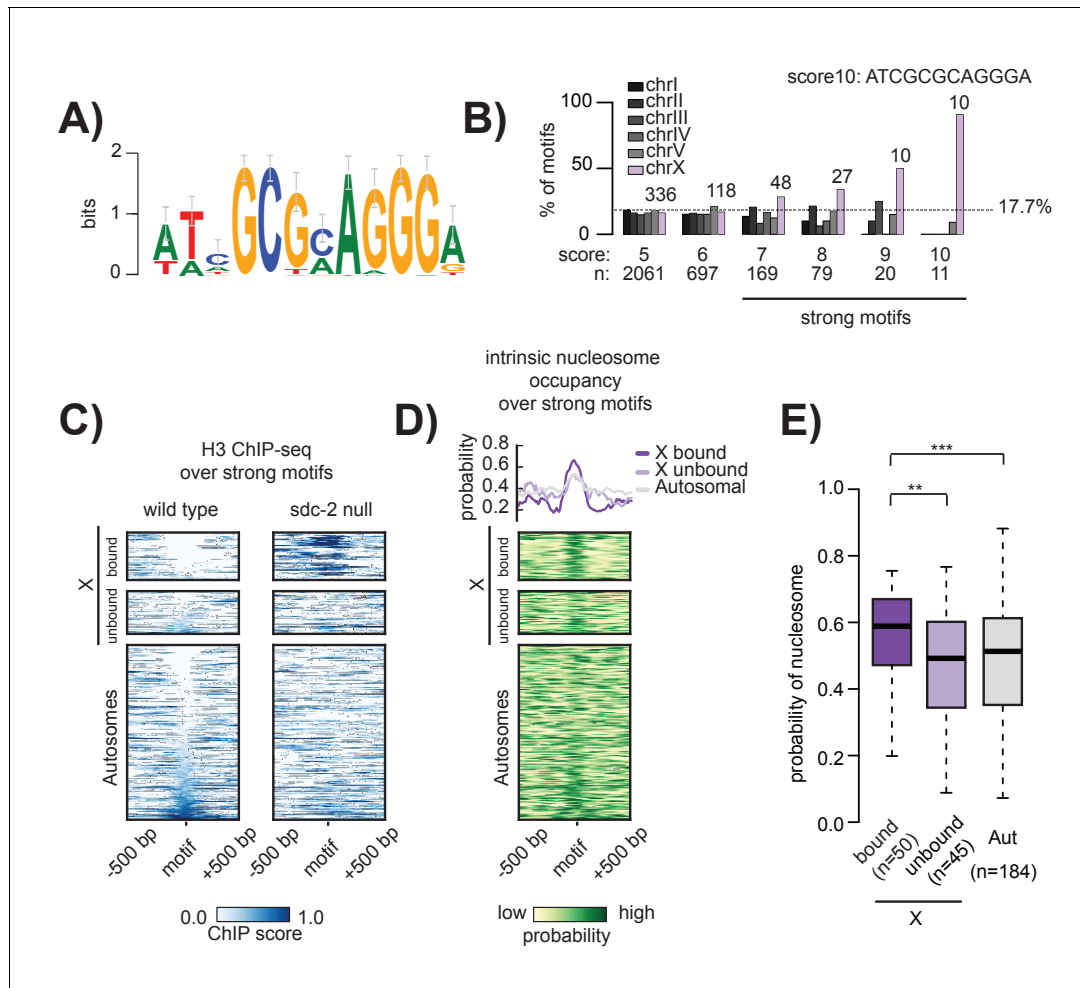 A)
bits
2
1
0
ATCGCGCAGGGA
TAA
T
T
A
A
G
T
B)
score10: ATCGCGCAGGGA
% of motifs
100
50
0
chrI
chrII
chrIII
chrIV
chrV
chrX
336
118
48
27
10
10
17.7%
score: 5 6 7 8 9 10
n: 2061 697 169 79 20 11
strong motifs
C)
H3 ChIP-seq
over strong motifs
wild type
sdc-2 null
X
bound
unbound
Autosomes
-500 bp
motif
+500 bp
-500 bp
motif
+500 bp
0.0
1.0
ChIP score
D)
intrinsic nucleosome
occupancy
over strong motifs
probability
0.8
0.6
0.4
0.2
X bound
X unbound
Autosomal
X
bound
unbound
Autosomes
-500 bp
motif
+500 bp
low
high
probability
E)
***
**
probability of nucleosome
1.0
0.8
0.6
0.4
0.2
0.0
bound
(n=50)
unbound
(n=45)
Aut
(n=184)
X